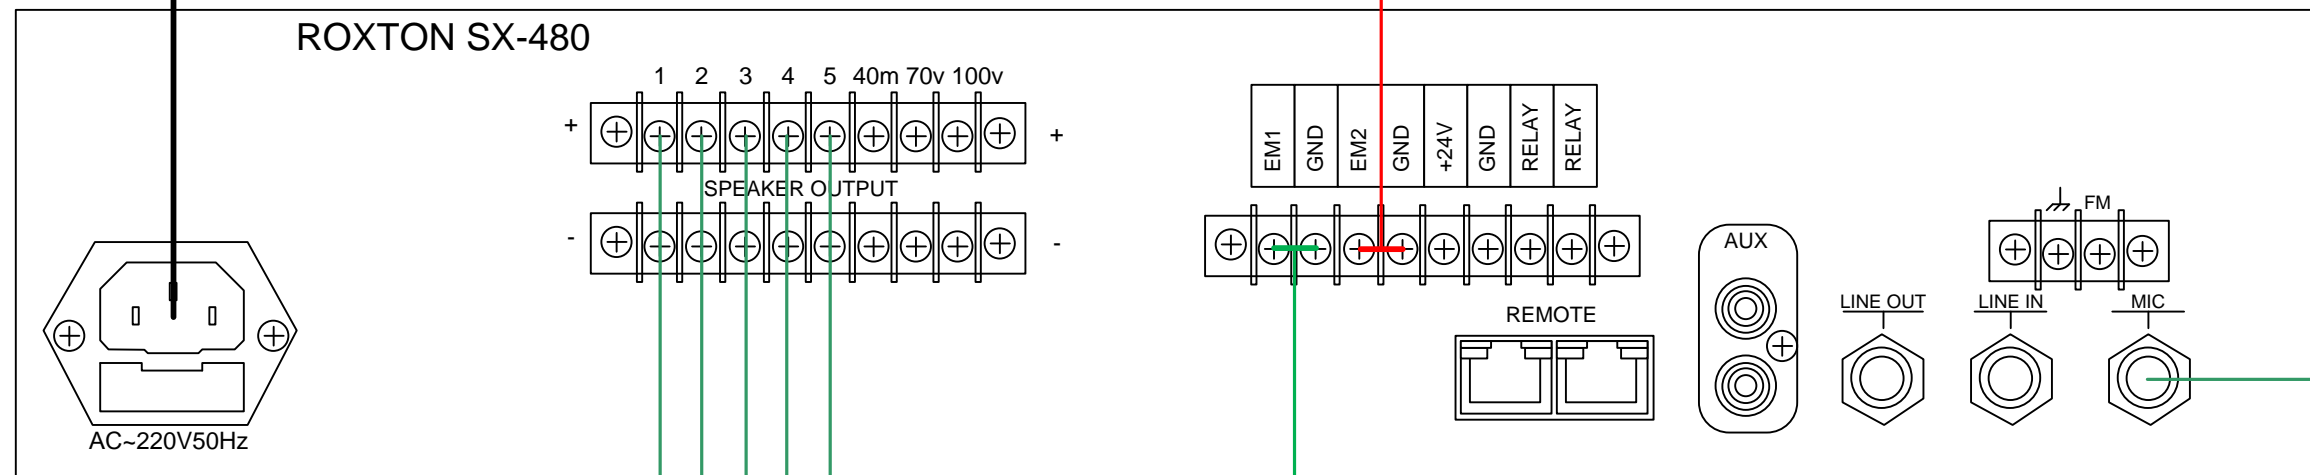 ROXTON SX-480
1 2 3 4 5 40m 70v 100v
+ +
SPEAKER OUTPUT
- -
EM1 GND EM2 GND +24V GND RELAY RELAY
FM
AUX
REMOTE
LINE OUT
LINE IN
MIC
AC~220V50Hz